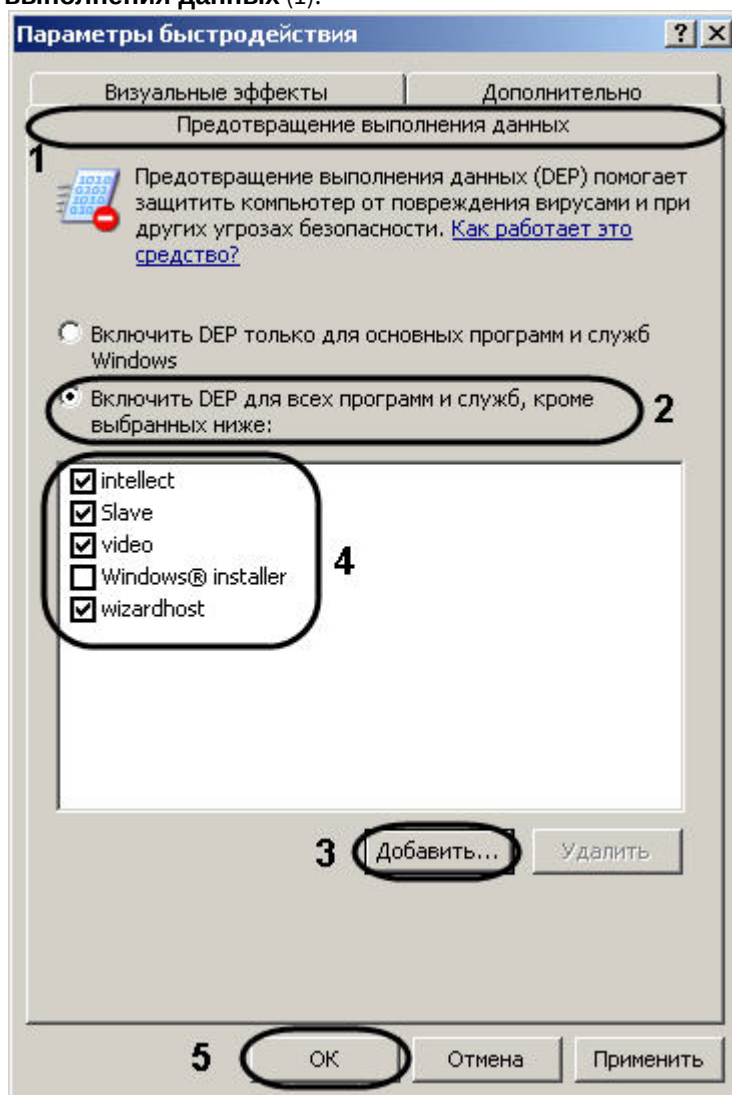 выполнения данных (1).
Параметры быстродействия
Визуальные эффекты Дополнительно
Предотвращение выполнения данных
1
Предотвращение выполнения данных (DEP) помогает
защитить компьютер от повреждения вирусами и при
других угрозах безопасности. Как работает это
средство?
Включить DEP только для основных программ и служб
Windows
Включить DEP для всех программ и служб, кроме
выбранных ниже:
2
intellect
Slave
video
Windows® installer
wizardhost
4
3 Добавить... Удалить
5 ОК Отмена Применить